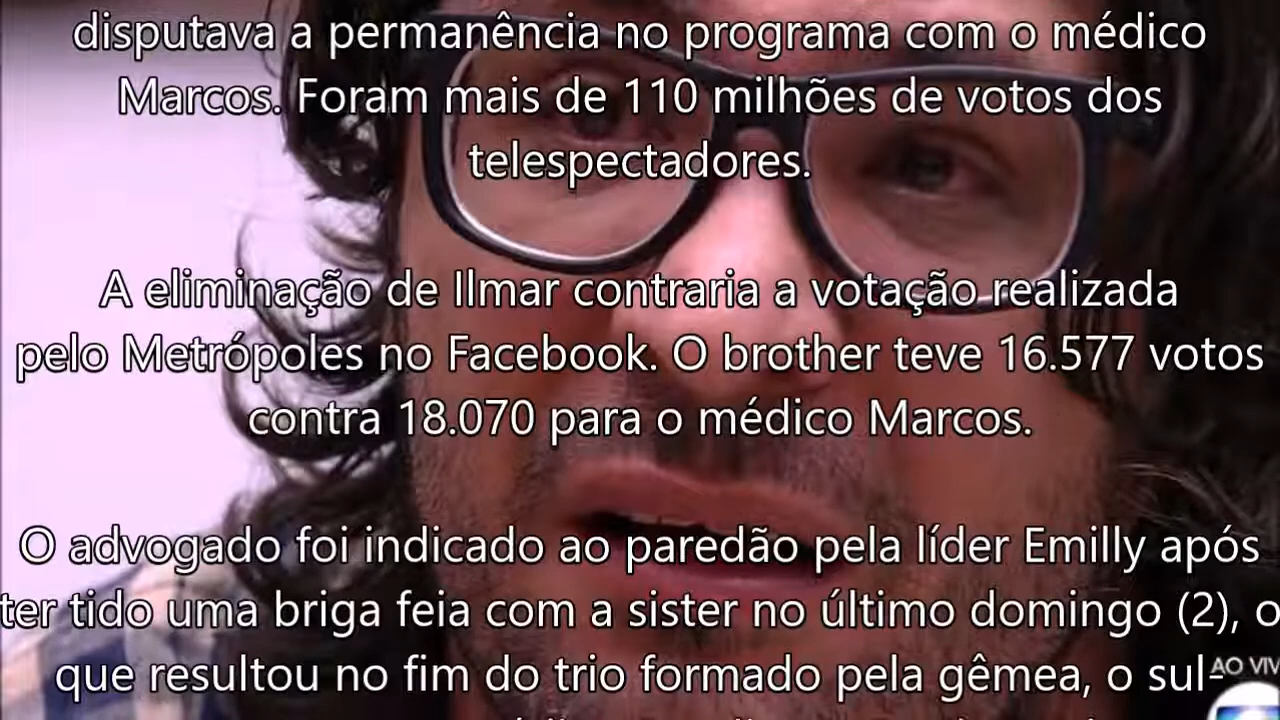 disputava a permanência no programa com o médico
Marcos. Foram mais de 110 milhões de votos dos
telespectadores.
A eliminação de Ilmar contraria a votação realizada
pelo Metrópoles no Facebook. O brother teve 16.577 votos
contra 18.070 para o médico Marcos.
O advogado foi indicado ao paredão pela líder Emilly após
ter tido uma briga feia com a sister no último domingo (2), o
que resultou no fim do trio formado pela gêmea, o sul-
AO VIV